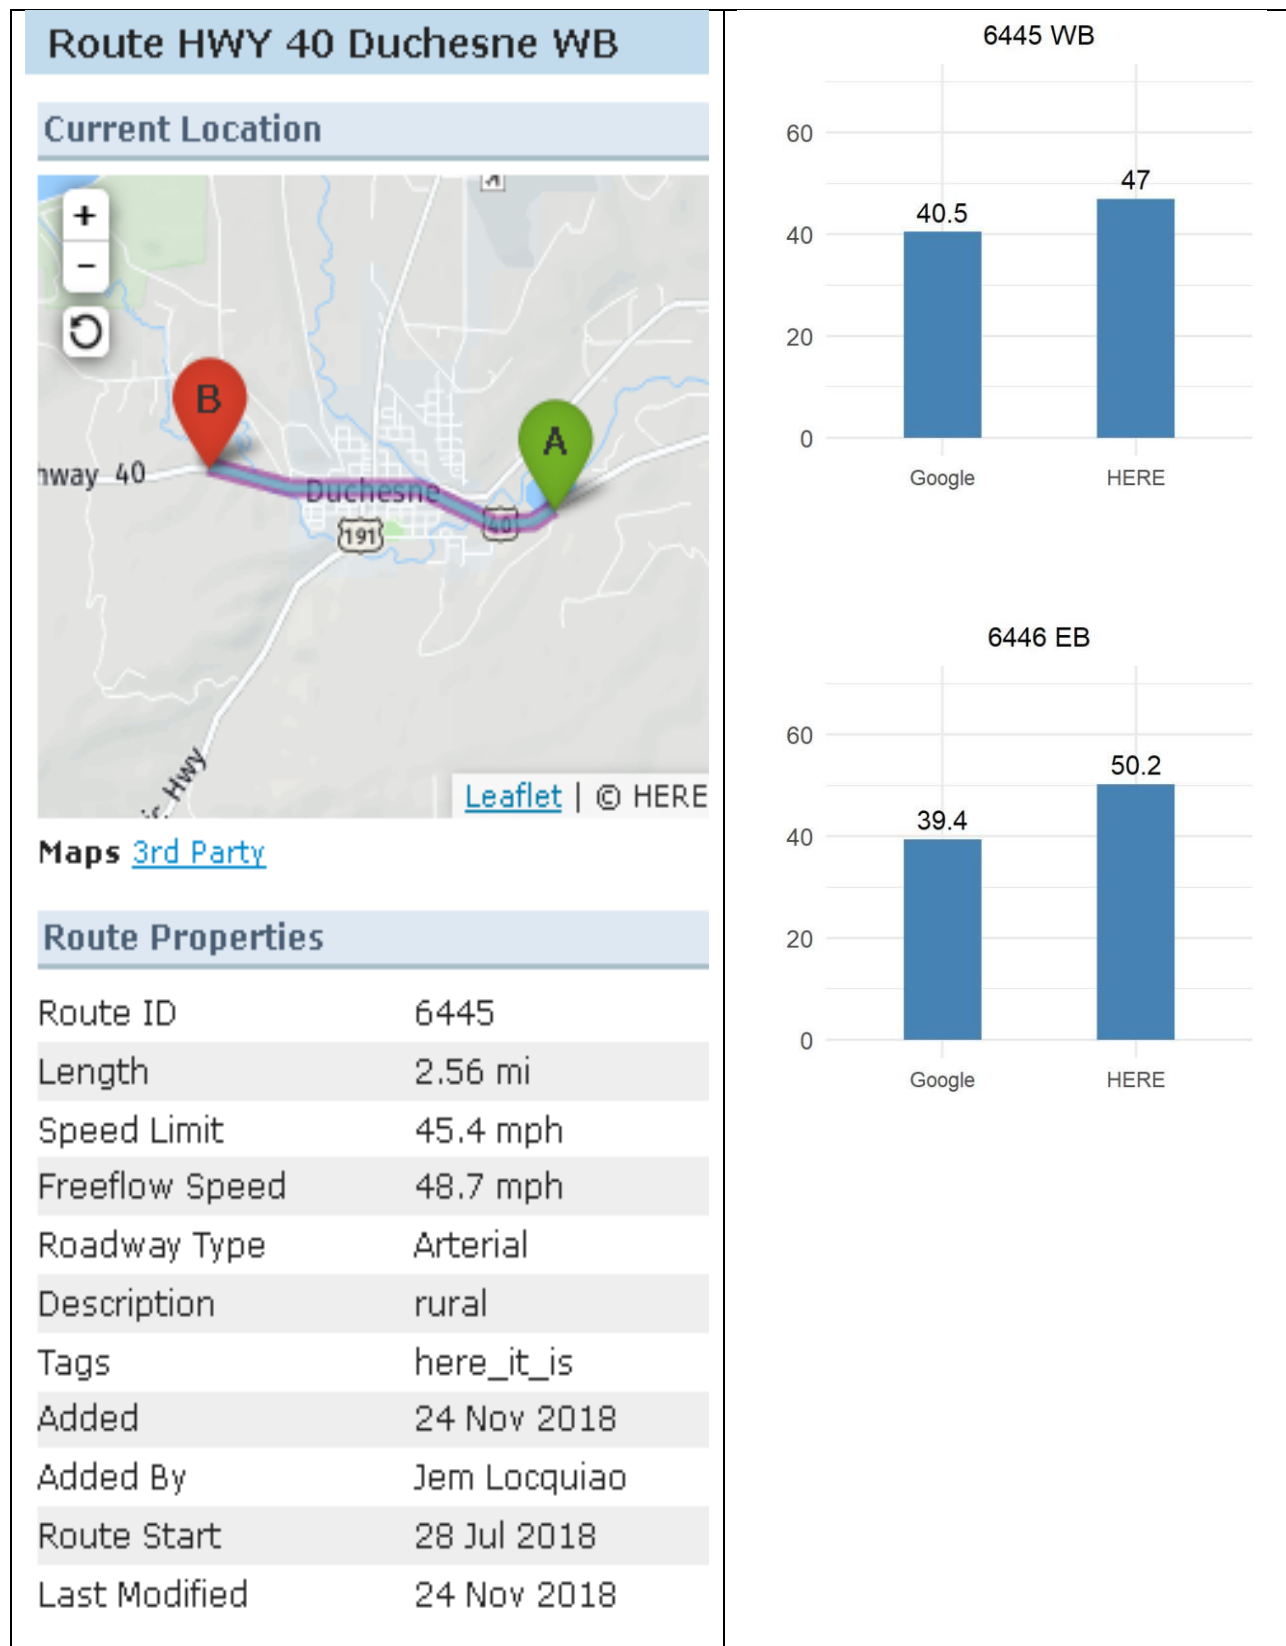 Route HWY 40 Duchesne WB
Current Location
+
−
B
A
hway 40
Duchesne
40
191
ic Hwy
Leaflet | © HERE
Maps 3rd Party
Route Properties
Route ID 6445
Length 2.56 mi
Speed Limit 45.4 mph
Freeflow Speed 48.7 mph
Roadway Type Arterial
Description rural
Tags here_it_is
Added 24 Nov 2018
Added By Jem Locquiao
Route Start 28 Jul 2018
Last Modified 24 Nov 2018
6445 WB
60
47
40.5
40
20
0
Google HERE
6446 EB
60
50.2
39.4
40
20
0
Google HERE